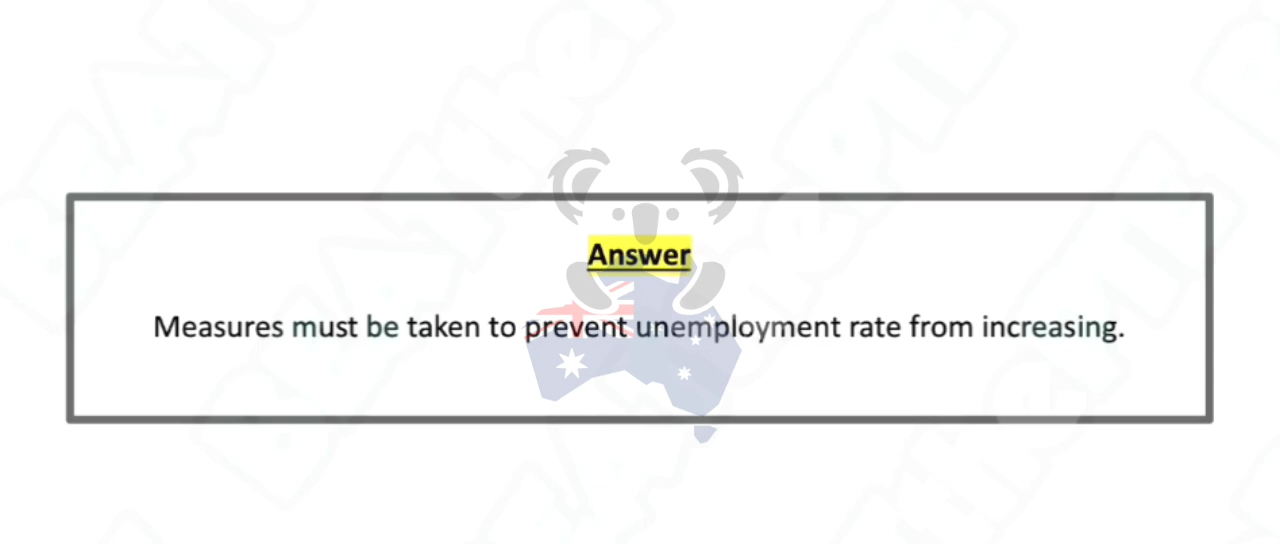 Answer
Measures must be taken to prevent unemployment rate from increasing.